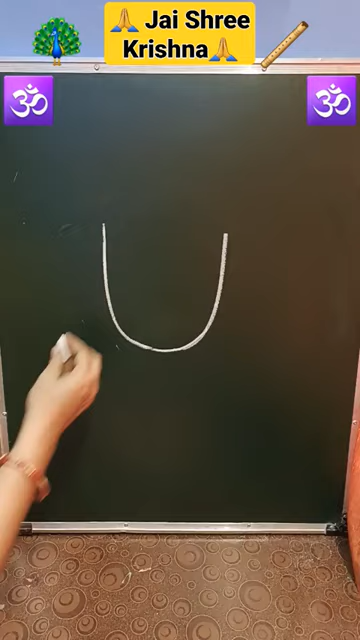 🙏 Jai Shree
Krishna🙏
🕉 🕉